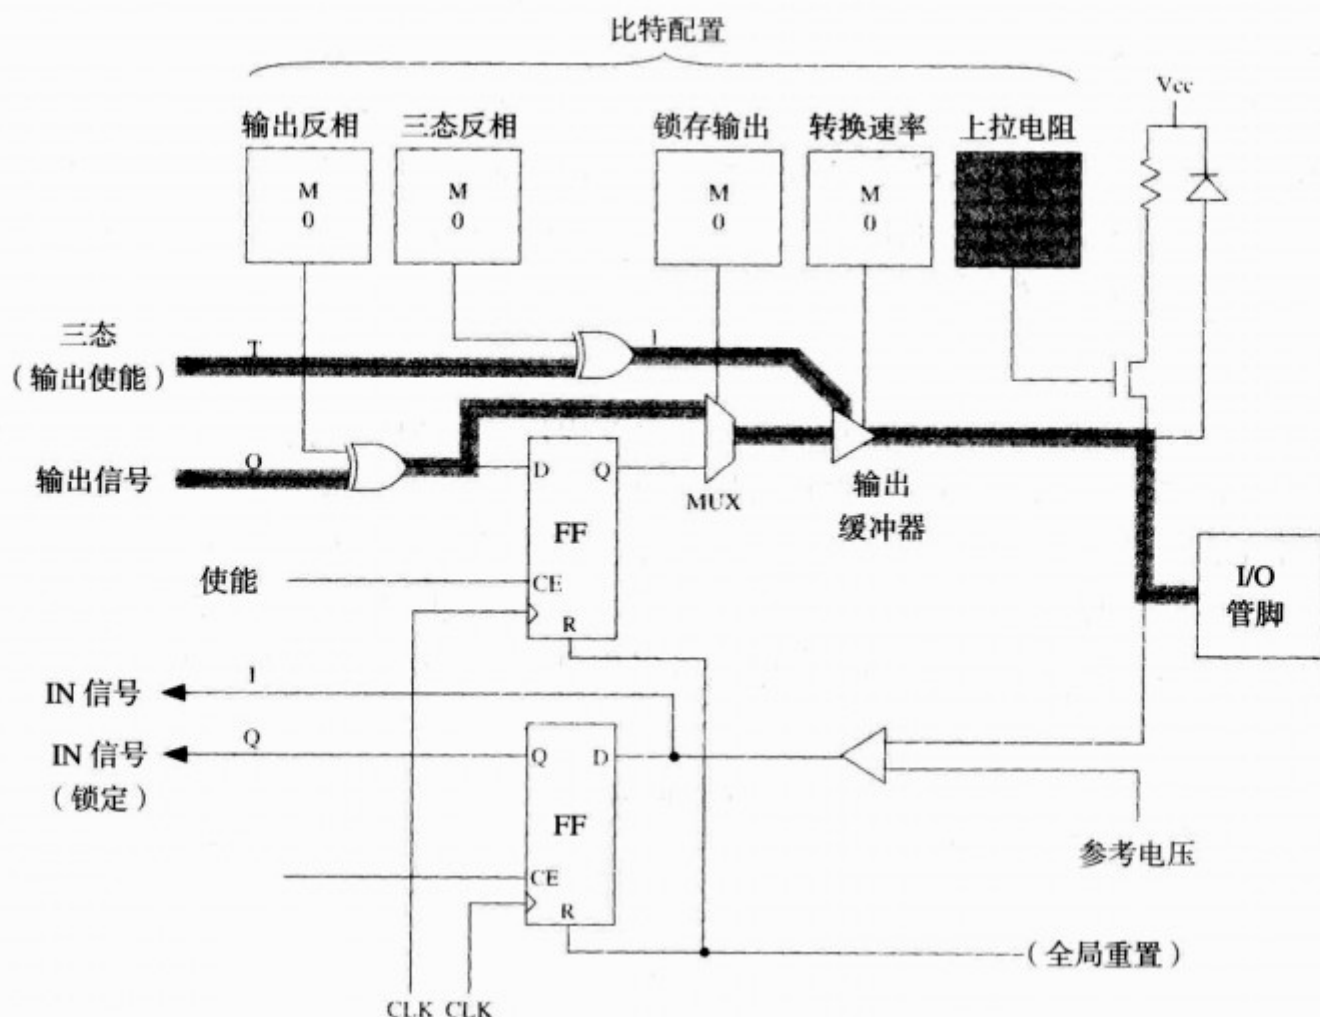 比特配置
Vcc
输出反相
三态反相
锁存输出
转换速率
上拉电阻
M
0
M
0
M
0
M
0
三态
（输出使能）
T
1
输出信号
O
D
Q
FF
CE
R
MUX
输出
缓冲器
使能
I/O
管脚
IN 信号
I
IN 信号
（锁定）
Q
Q
D
FF
CE
R
参考电压
（全局重置）
CLK
CLK